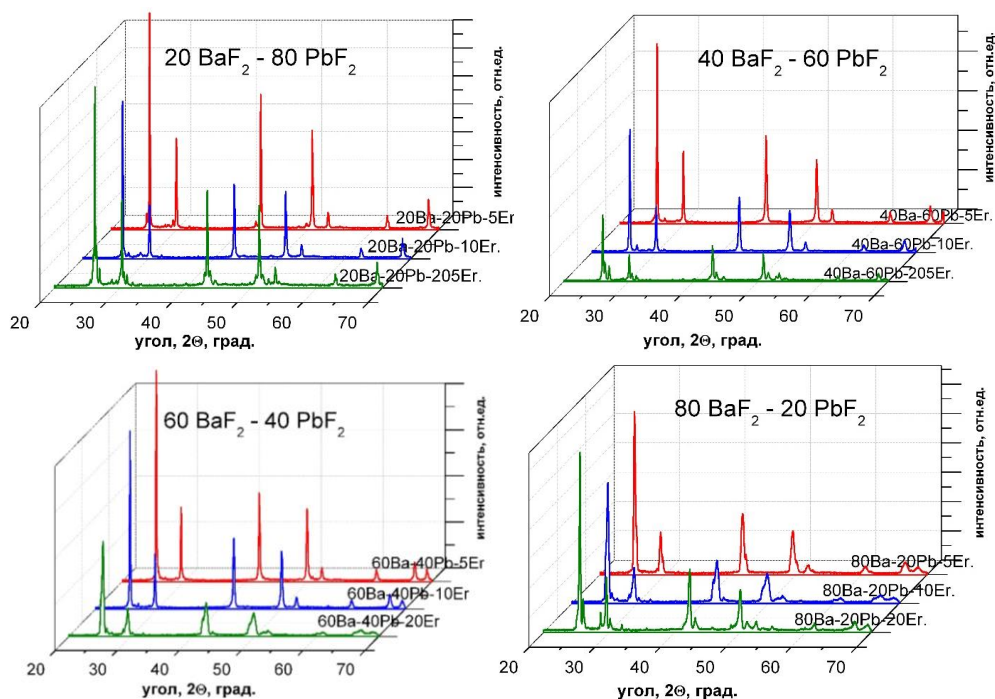 20 BaF₂ - 80 PbF₂
интенсивность, отн.ед.
20Ba-20Pb-5Er
20Ba-20Pb-10Er.
20Ba-20Pb-205Er.
20 30 40 50 60 70
угол, 2Θ, град.
40 BaF₂ - 60 PbF₂
интенсивность, отн.ед.
40Ba-60Pb-5Er.
40Ba-60Pb-10Er.
40Ba-60Pb-205Er.
20 30 40 50 60 70
угол, 2Θ, град.
60 BaF₂ - 40 PbF₂
интенсивность, отн.ед.
60Ba-40Pb-5Er
60Ba-40Pb-10Er
60Ba-40Pb-20Er
20 30 40 50 60 70
угол, 2Θ, град.
80 BaF₂ - 20 PbF₂
интенсивность, отн.ед.
80Ba-20Pb-5Er.
80Ba-20Pb-10Er.
80Ba-20Pb-20Er.
20 30 40 50 60 70
угол, 2Θ, град.